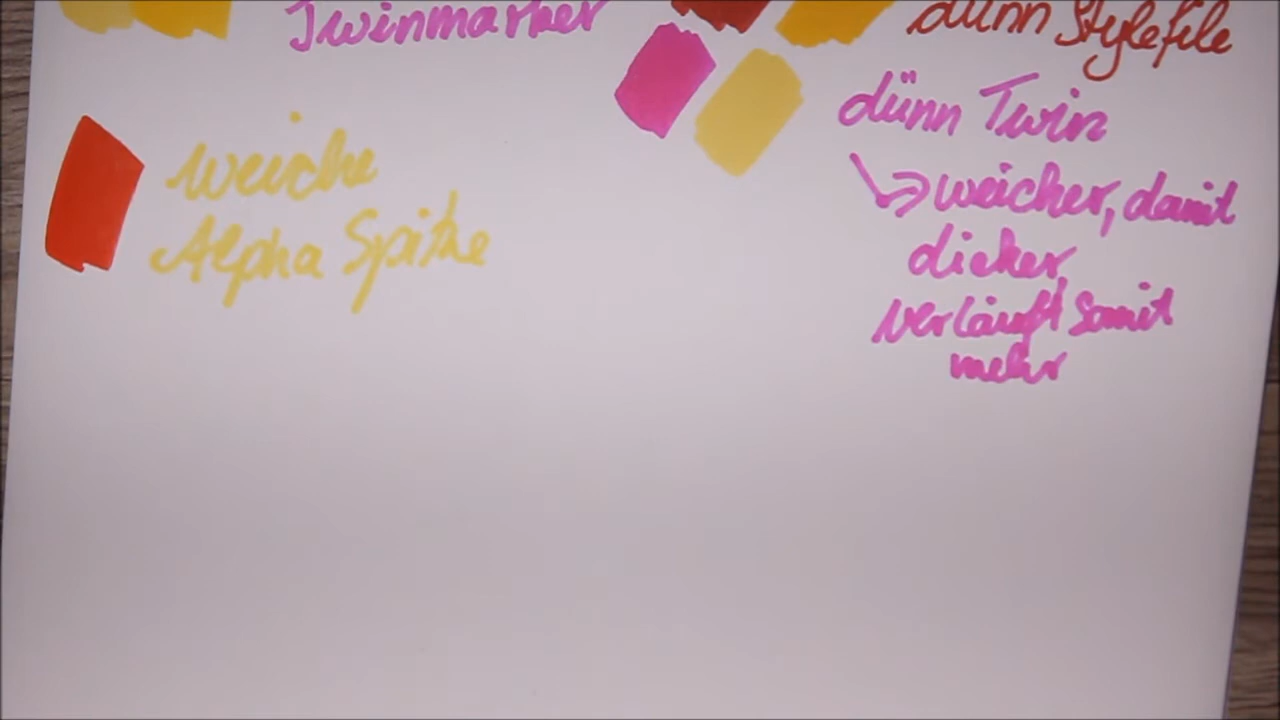 Twinmarker
weiche
Alpha Spitze
dünn Stylefile
dünn Twin
→ weicher, damit
dicker,
verläuft somit
mehr